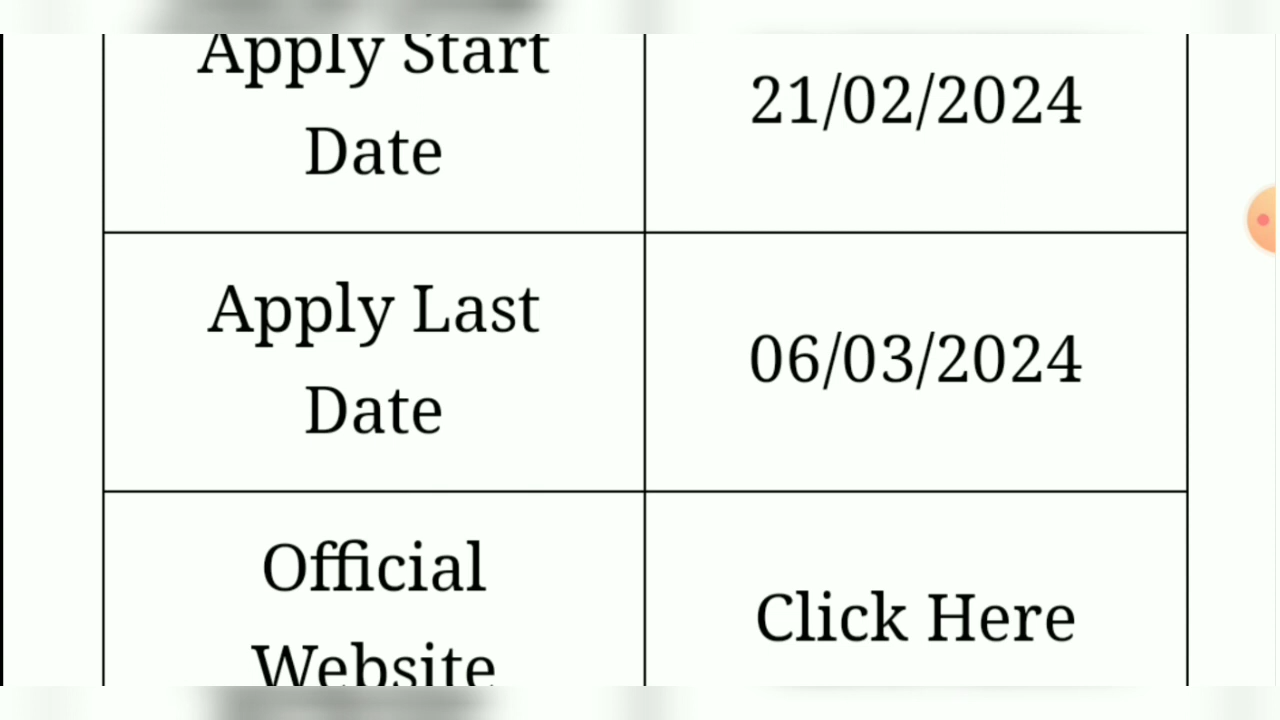 Apply Start
Date
21/02/2024
Apply Last
Date
06/03/2024
Official
Website
Click Here